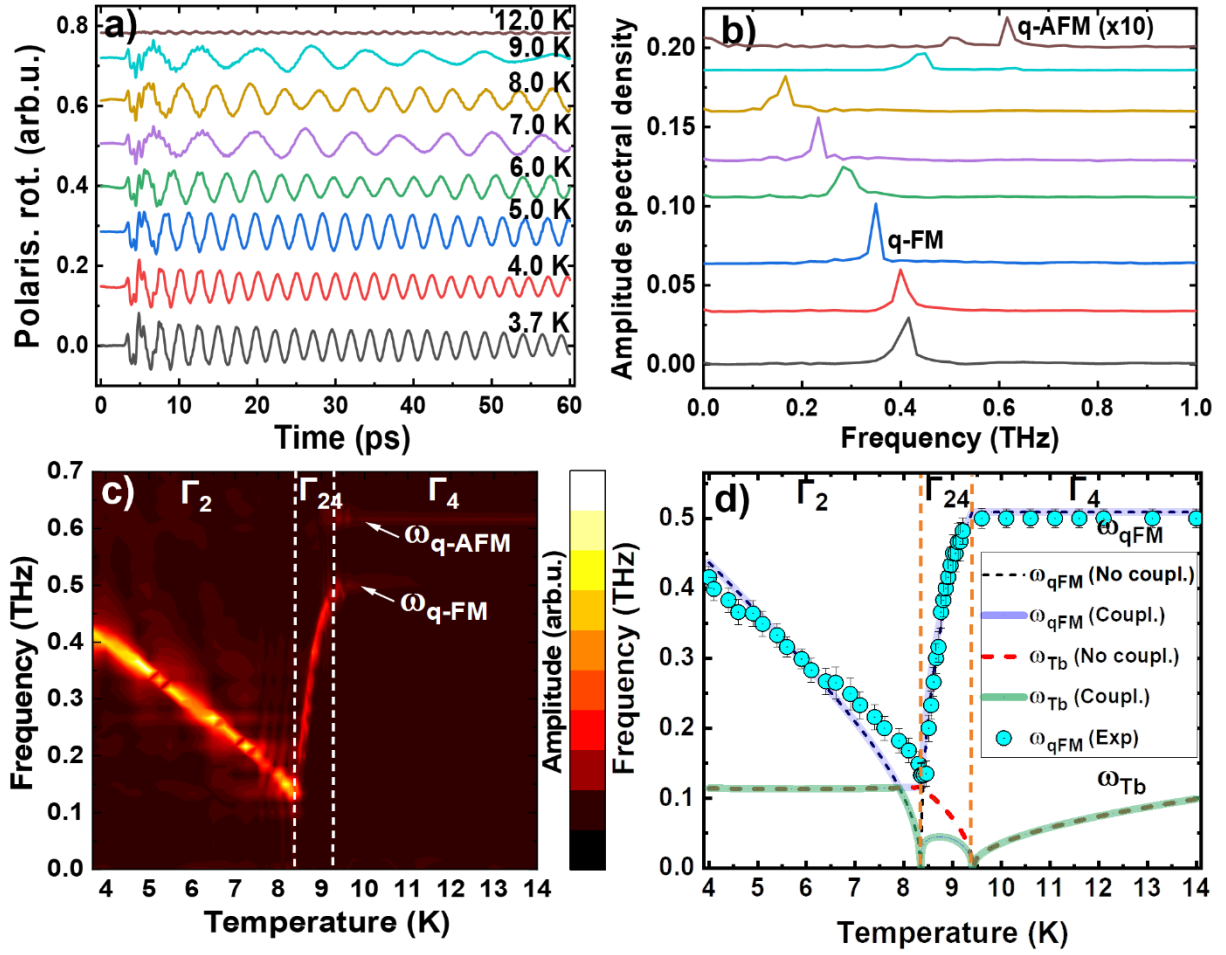 a)
12.0 K
9.0 K
8.0 K
7.0 K
6.0 K
5.0 K
4.0 K
3.7 K
0.8
0.6
0.4
0.2
0.0
Polaris. rot. (arb.u.)
0 10 20 30 40 50 60
Time (ps)
b)
q-AFM (x10)
q-FM
0.20
0.15
0.10
0.05
0.00
Amplitude spectral density
0.0 0.2 0.4 0.6 0.8 1.0
Frequency (THz)
c)
Γ2 Γ24 Γ4
ωq-AFM
ωq-FM
0.7
0.6
0.5
0.4
0.3
0.2
0.1
0.0
Frequency (THz)
4 5 6 7 8 9 10 11 12 13 14
Temperature (K)
Amplitude (arb.u.)
d)
Γ2 Γ24 Γ4
ωqFM
ωqFM (No coupl.)
ωqFM (Coupl.)
ωTb (No coupl.)
ωTb (Coupl.)
ωqFM (Exp)
ωTb
0.5
0.4
0.3
0.2
0.1
0.0
Frequency (THz)
4 5 6 7 8 9 10 11 12 13 14
Temperature (K)